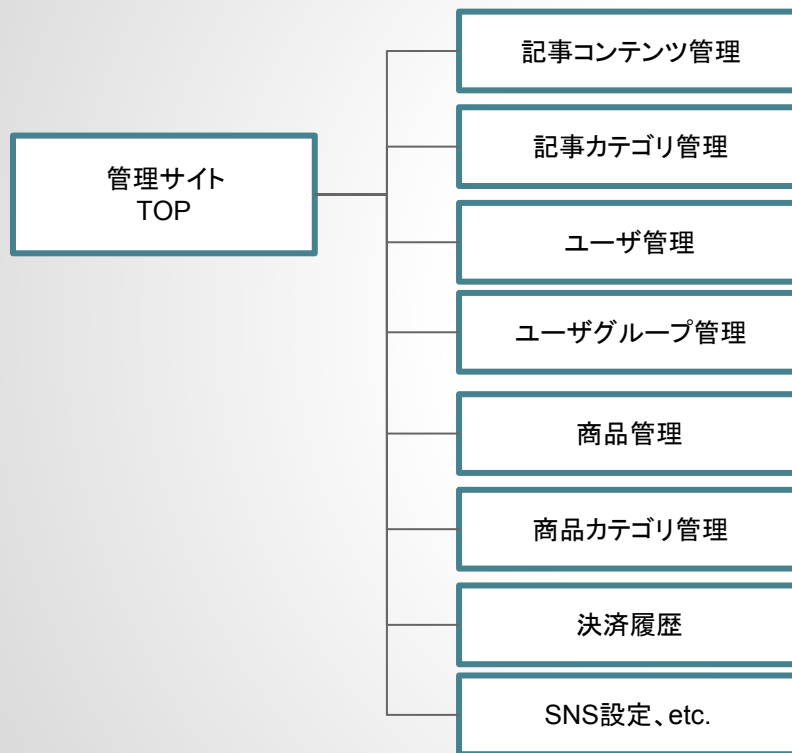 管理サイト
TOP
記事コンテンツ管理
記事カテゴリ管理
ユーザ管理
ユーザグループ管理
商品管理
商品カテゴリ管理
決済履歴
SNS設定、etc.